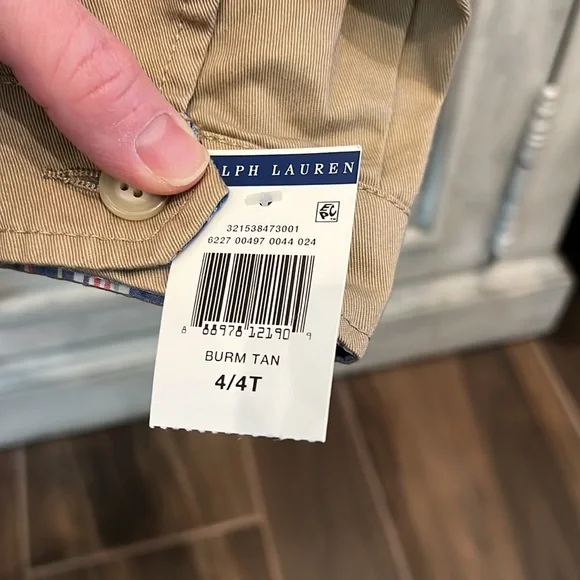 LPH LAUREN
321538473001
6227 00497 0044 024
8 88978 12190 9
BURM TAN
4/4T